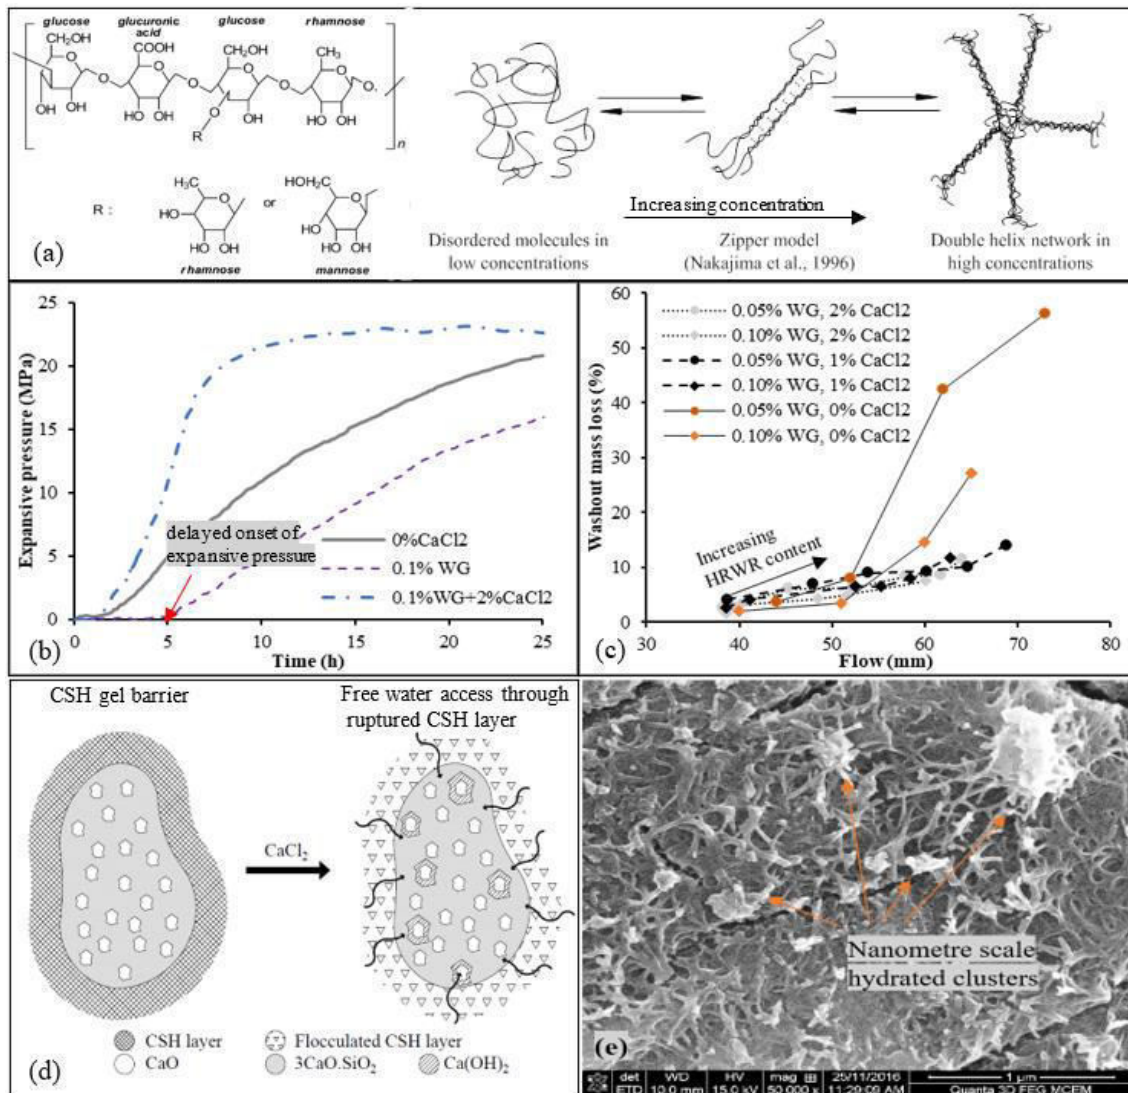 glucose
glucuronic
acid
glucose
rhamnose
CH₂OH
COOH
CH₂OH
CH₃
O
O
O
O
O
O
O
O.
OH
OH
HO
OH
O
OH
HO
OH
R
n
H₃C
HOH₂C
R :
HO
O
or
O
HO
HO
OH
HO
OH
rhamnose
mannose
(a)
Increasing concentration
Disordered molecules in
low concentrations
Zipper model
(Nakajima et al., 1996)
Double helix network in
high concentrations
25
20
15
10
5
0
Expansive pressure (MPa)
delayed onset of
expansive pressure
0%CaCl2
0.1% WG
0.1%WG+2%CaCl2
0
5
10
15
20
25
Time (h)
(b)
60
50
40
30
20
10
0
Washout mass loss (%)
0.05% WG, 2% CaCl2
0.10% WG, 2% CaCl2
0.05% WG, 1% CaCl2
0.10% WG, 1% CaCl2
0.05% WG, 0% CaCl2
0.10% WG, 0% CaCl2
Increasing
HRWR content
30
40
50
60
70
80
Flow (mm)
(c)
CSH gel barrier
Free water access through
ruptured CSH layer
CaCl₂
CSH layer
Flocculated CSH layer
CaO
3CaO.SiO₂
Ca(OH)₂
(d)
Nanometre scale
hydrated clusters
(e)
det
WD
HV
mag
25/11/2016
1 µm
ETD
10.0 mm
15.0 kV
50 000 x
11:29:09 AM
Quanta 3D FEG MCEM